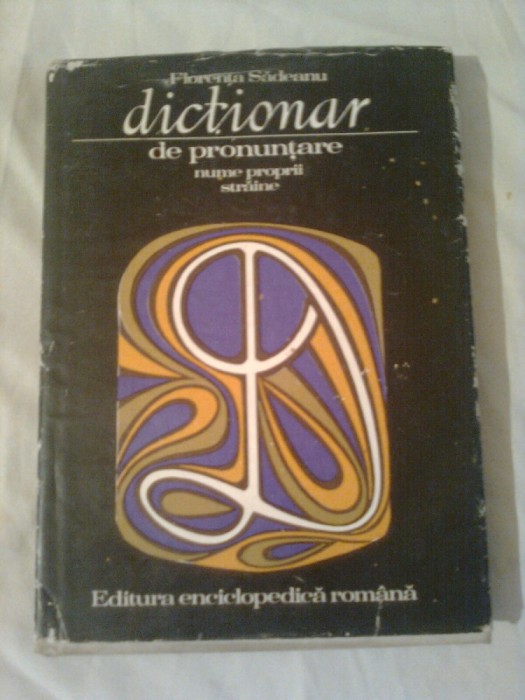 Florența Sădeanu
dicționar
de pronunțare
nume proprii
străine
Editura enciclopedică română